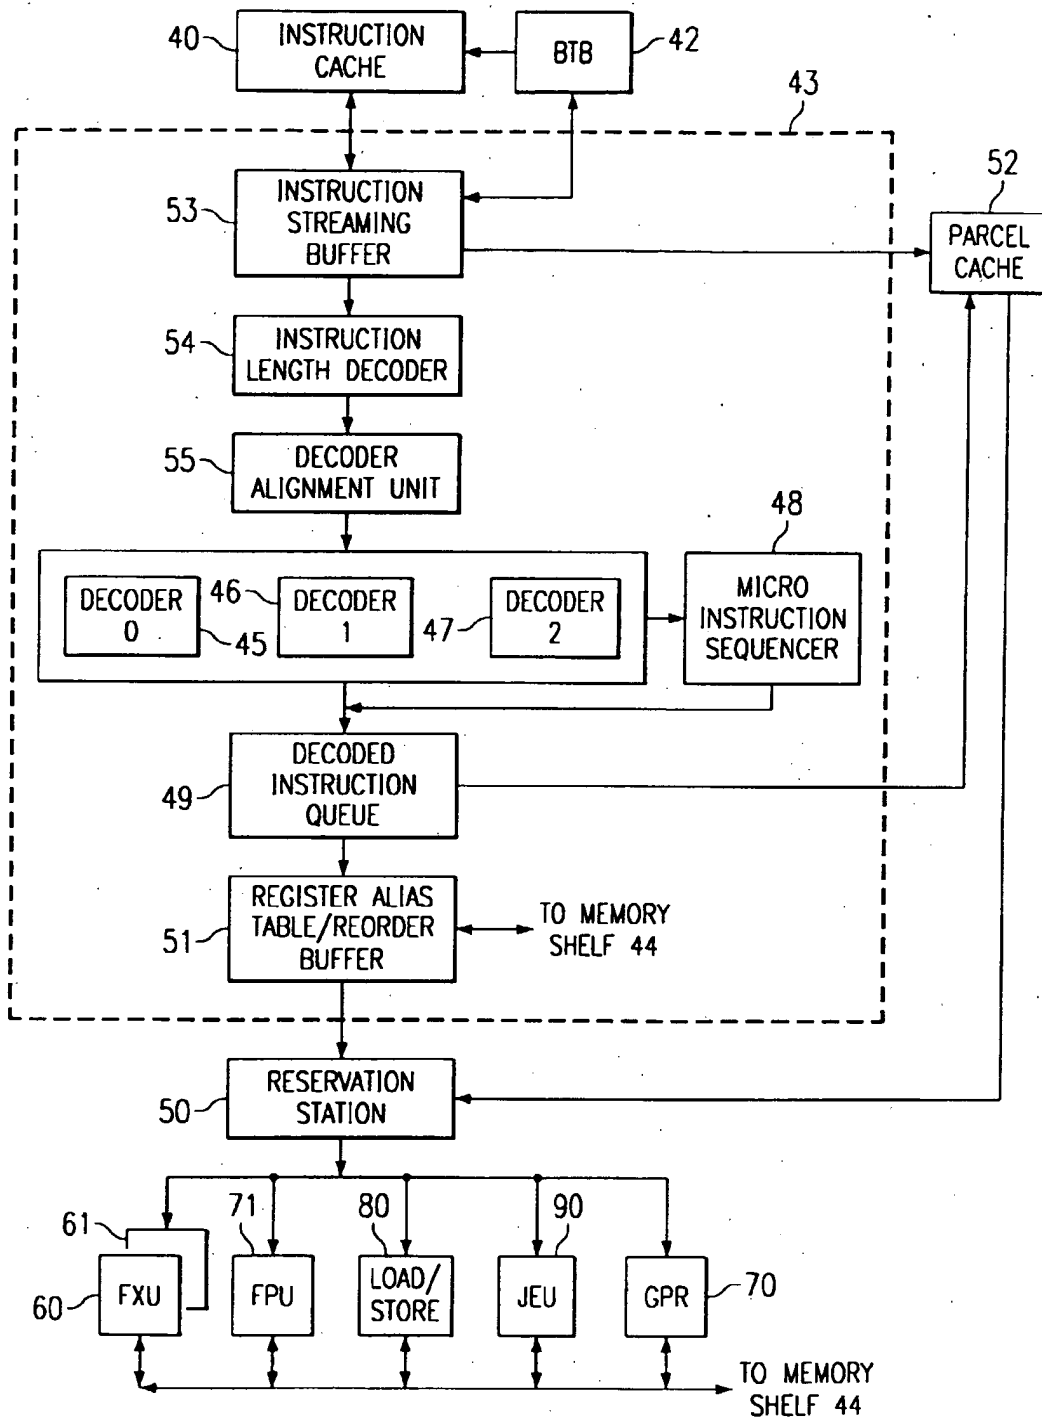 40
INSTRUCTION
CACHE
BTB
42
43
53
INSTRUCTION
STREAMING
BUFFER
52
PARCEL
CACHE
54
INSTRUCTION
LENGTH DECODER
55
DECODER
ALIGNMENT UNIT
48
DECODER
0
45
46
DECODER
1
47
DECODER
2
MICRO
INSTRUCTION
SEQUENCER
49
DECODED
INSTRUCTION
QUEUE
51
REGISTER ALIAS
TABLE/REORDER
BUFFER
TO MEMORY
SHELF 44
50
RESERVATION
STATION
61
71
80
90
60
FXU
FPU
LOAD/
STORE
JEU
GPR
70
TO MEMORY
SHELF 44